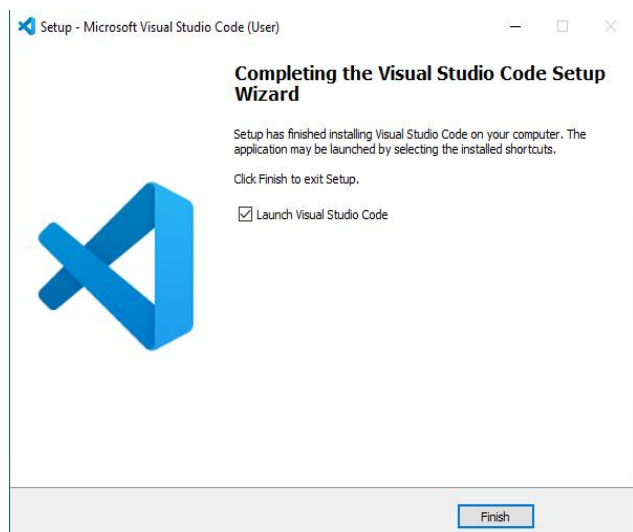 Setup - Microsoft Visual Studio Code (User)
Completing the Visual Studio Code Setup
Wizard
Setup has finished installing Visual Studio Code on your computer. The
application may be launched by selecting the installed shortcuts.
Click Finish to exit Setup.
Launch Visual Studio Code
Finish